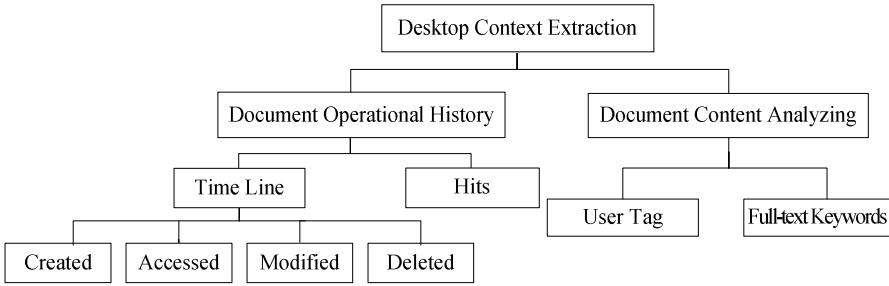 Desktop Context Extraction
Document Operational History
Document Content Analyzing
Time Line
Hits
User Tag
Full-text Keywords
Created
Accessed
Modified
Deleted